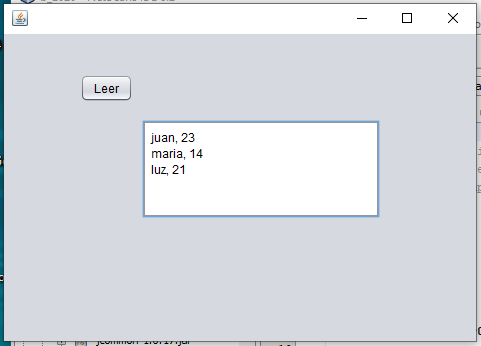 Leer
juan, 23
maria, 14
luz, 21